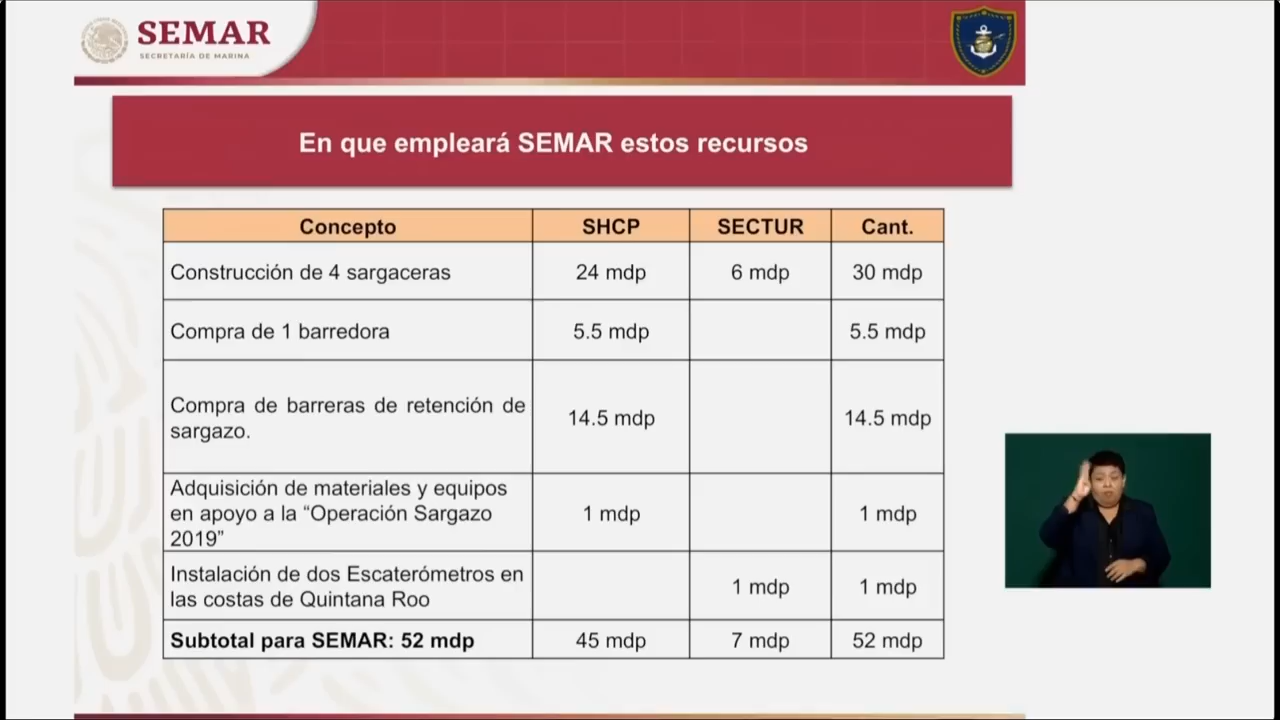 SEMAR
SECRETARÍA DE MARINA
En que empleará SEMAR estos recursos
Concepto SHCP SECTUR Cant.
Construcción de 4 sargaceras 24 mdp 6 mdp 30 mdp
Compra de 1 barredora 5.5 mdp 5.5 mdp
Compra de barreras de retención de
sargazo. 14.5 mdp 14.5 mdp
Adquisición de materiales y equipos
en apoyo a la “Operación Sargazo 1 mdp 1 mdp
2019”
Instalación de dos Escaterómetros en
las costas de Quintana Roo 1 mdp 1 mdp
Subtotal para SEMAR: 52 mdp 45 mdp 7 mdp 52 mdp